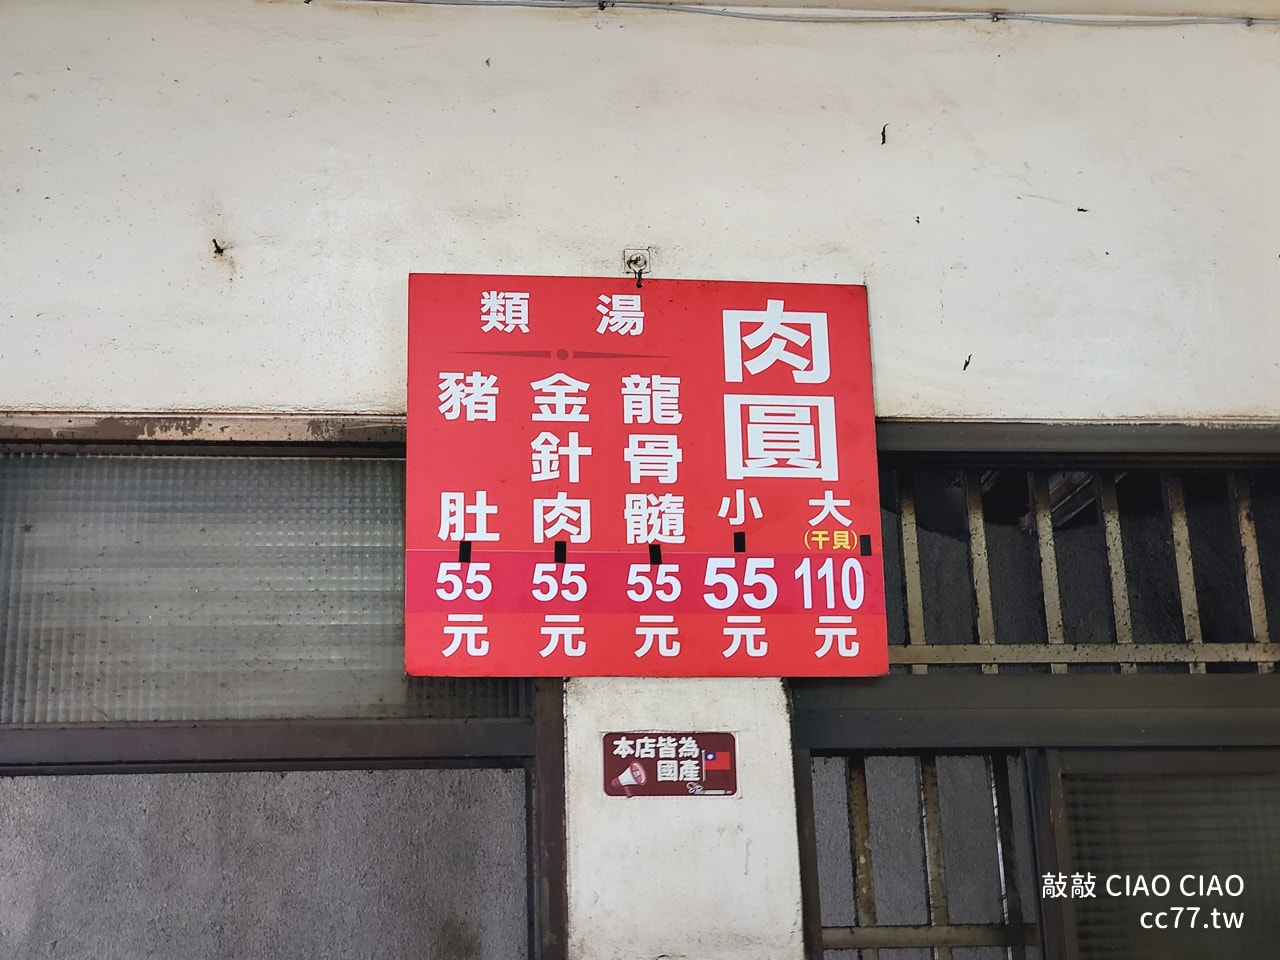 肉圓
大
(干貝)
110
元
小
55
元
湯類
龍骨髓
55
元
金針肉
55
元
豬肚
55
元
本店皆為
國產
敲敲 CIAO CIAO
cc77.tw